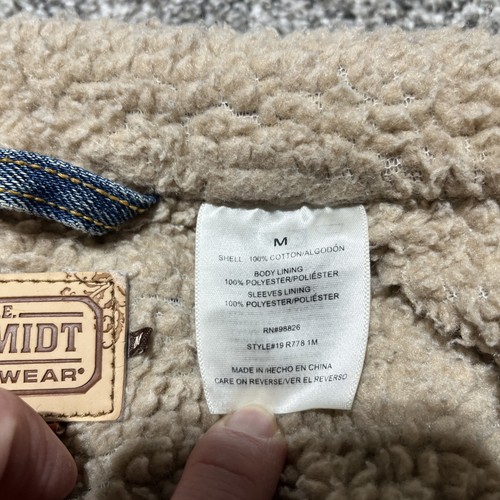 .E.
MIDT
WEAR®
M
SHELL: 100% COTTON/ALGODÓN
BODY LINING
100% POLYESTER/POLIÉSTER
SLEEVES LINING:
100% POLYESTER/POLIÉSTER
RN#98826
STYLE#19 R778 1M
MADE IN /HECHO EN CHINA
CARE ON REVERSE/VER EL REVERSO